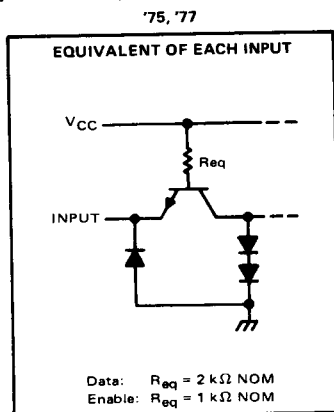 '75, '77
EQUIVALENT OF EACH INPUT
VCC
Req
INPUT
Data: Req = 2 kΩ NOM
Enable: Req = 1 kΩ NOM